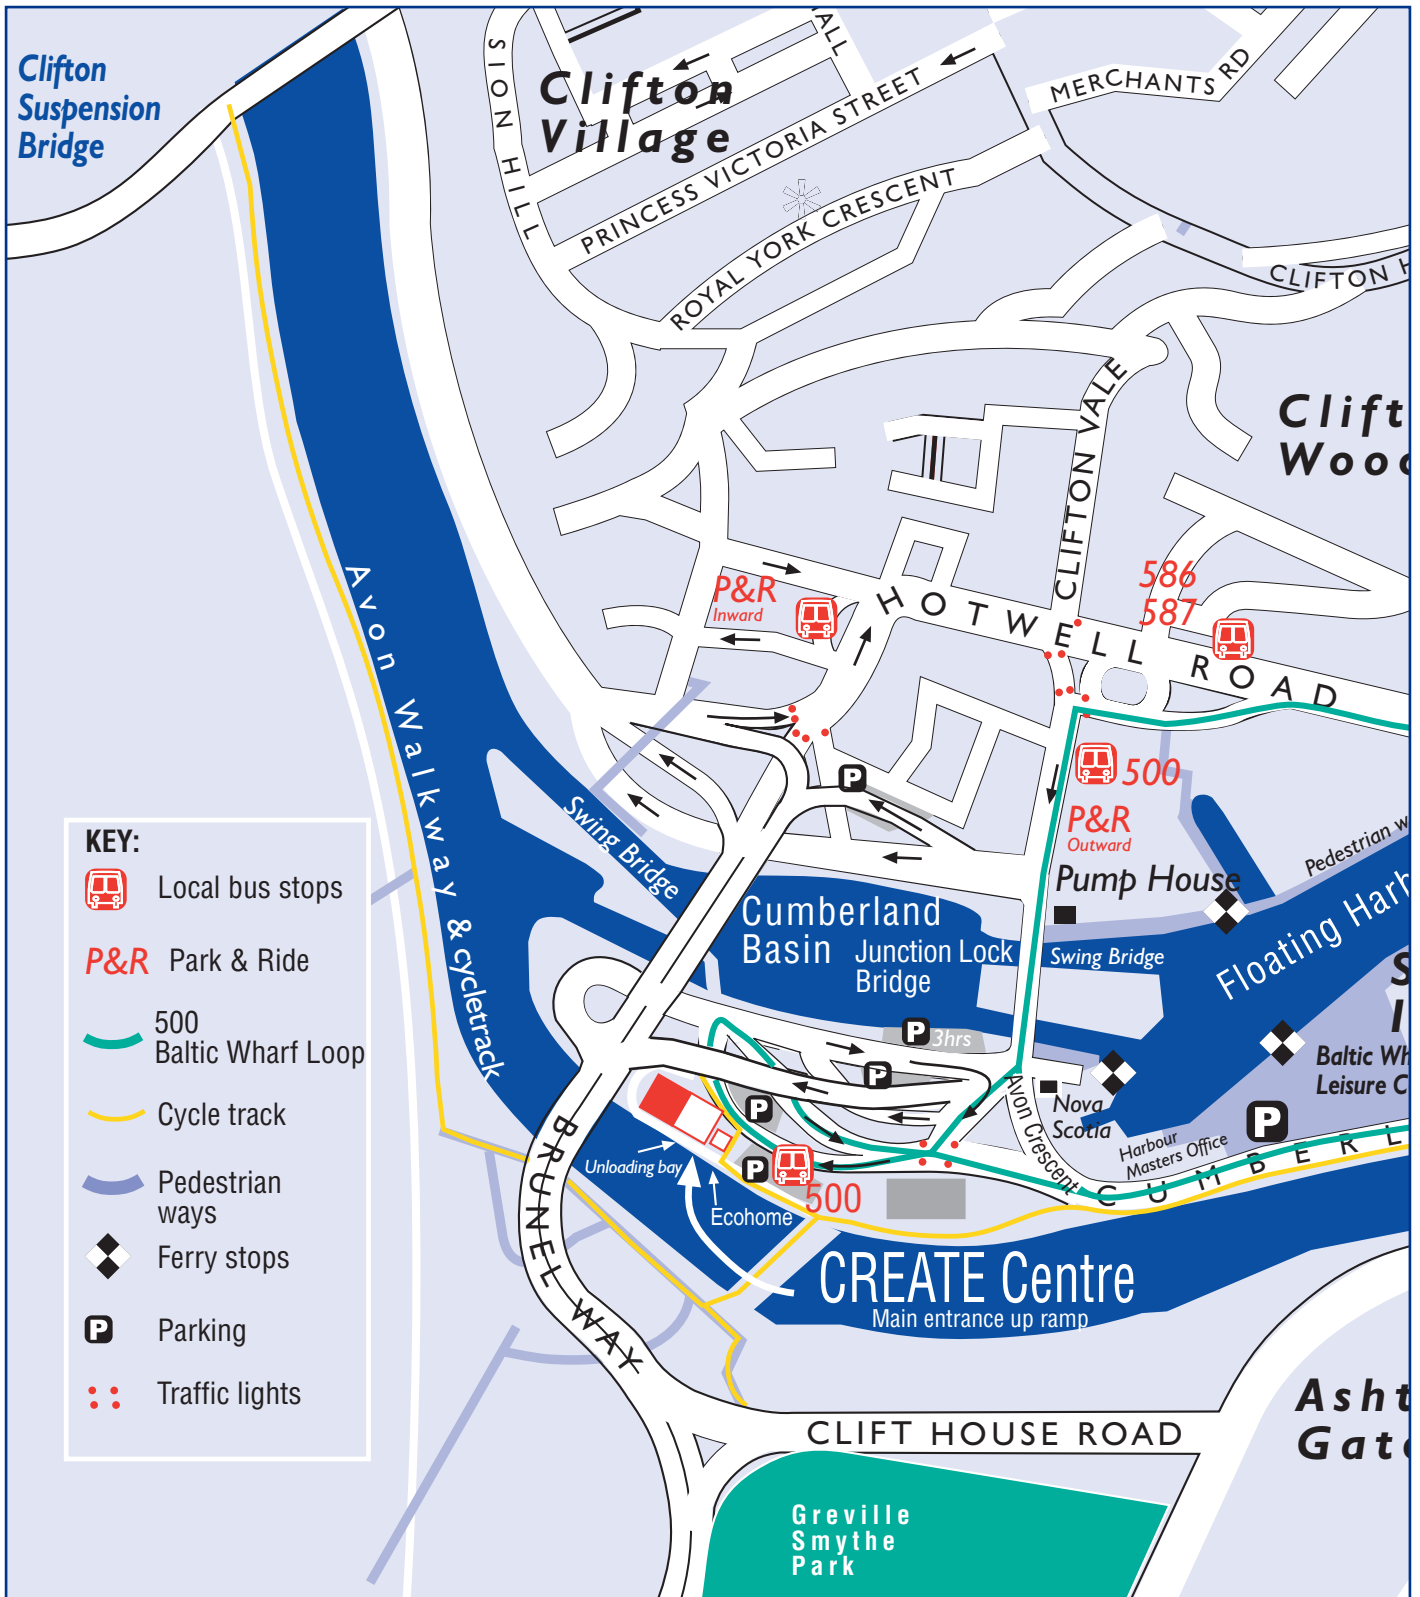 Clifton
Suspension
Bridge
SION HILL
Clifton
Village
ALL
PRINCESS VICTORIA STREET
MERCHANTS RD
ROYAL YORK CRESCENT
CLIFTON H
CLIFTON VALE
Clift
Wood
Avon Walkway & cycletrack
P&R
Inward
HOTWELL ROAD
586
587
500
P&R
Outward
Swing Bridge
Pump House
Pedestrian w
Cumberland
Basin
Junction Lock
Bridge
Swing Bridge
Floating Harb
S
I
Baltic Wh
Leisure C
P
P
3hrs
P
P
P
P
Avon Crescent
Nova
Scotia
Harbour
Masters Office
CUMBERL
Unloading bay
Ecohome
500
BRUNEL WAY
CREATE Centre
Main entrance up ramp
CLIFT HOUSE ROAD
Asht
Gate
Greville
Smythe
Park
KEY:
Local bus stops
P&R Park & Ride
500
Baltic Wharf Loop
Cycle track
Pedestrian
ways
Ferry stops
P Parking
Traffic lights